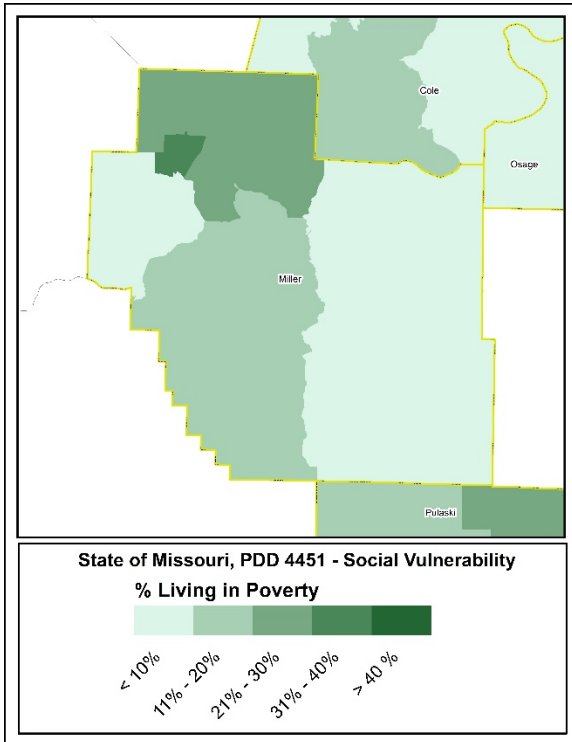 Cole
Osage
Miller
Pulaski
State of Missouri, PDD 4451 - Social Vulnerability
% Living in Poverty
< 10%
11% - 20%
21% - 30%
31% - 40%
> 40 %